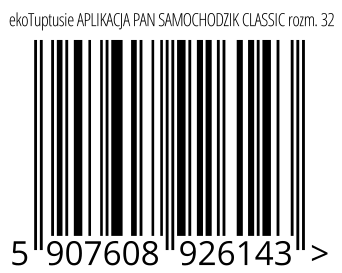 ekoTuptusie APLIKACJA PAN SAMOCHODZIK CLASSIC rozm. 32
5 907608 926143 >